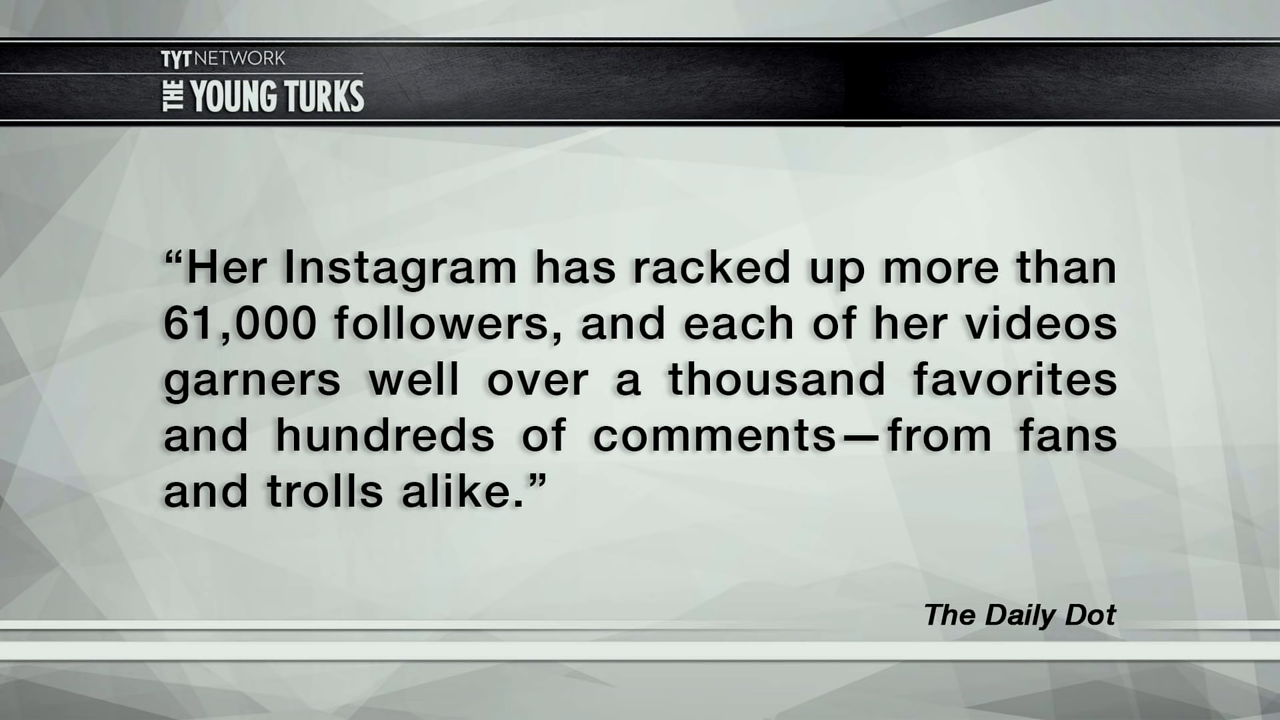 TYT NETWORK
THE YOUNG TURKS
“Her Instagram has racked up more than
61,000 followers, and each of her videos
garners well over a thousand favorites
and hundreds of comments—from fans
and trolls alike.”
The Daily Dot